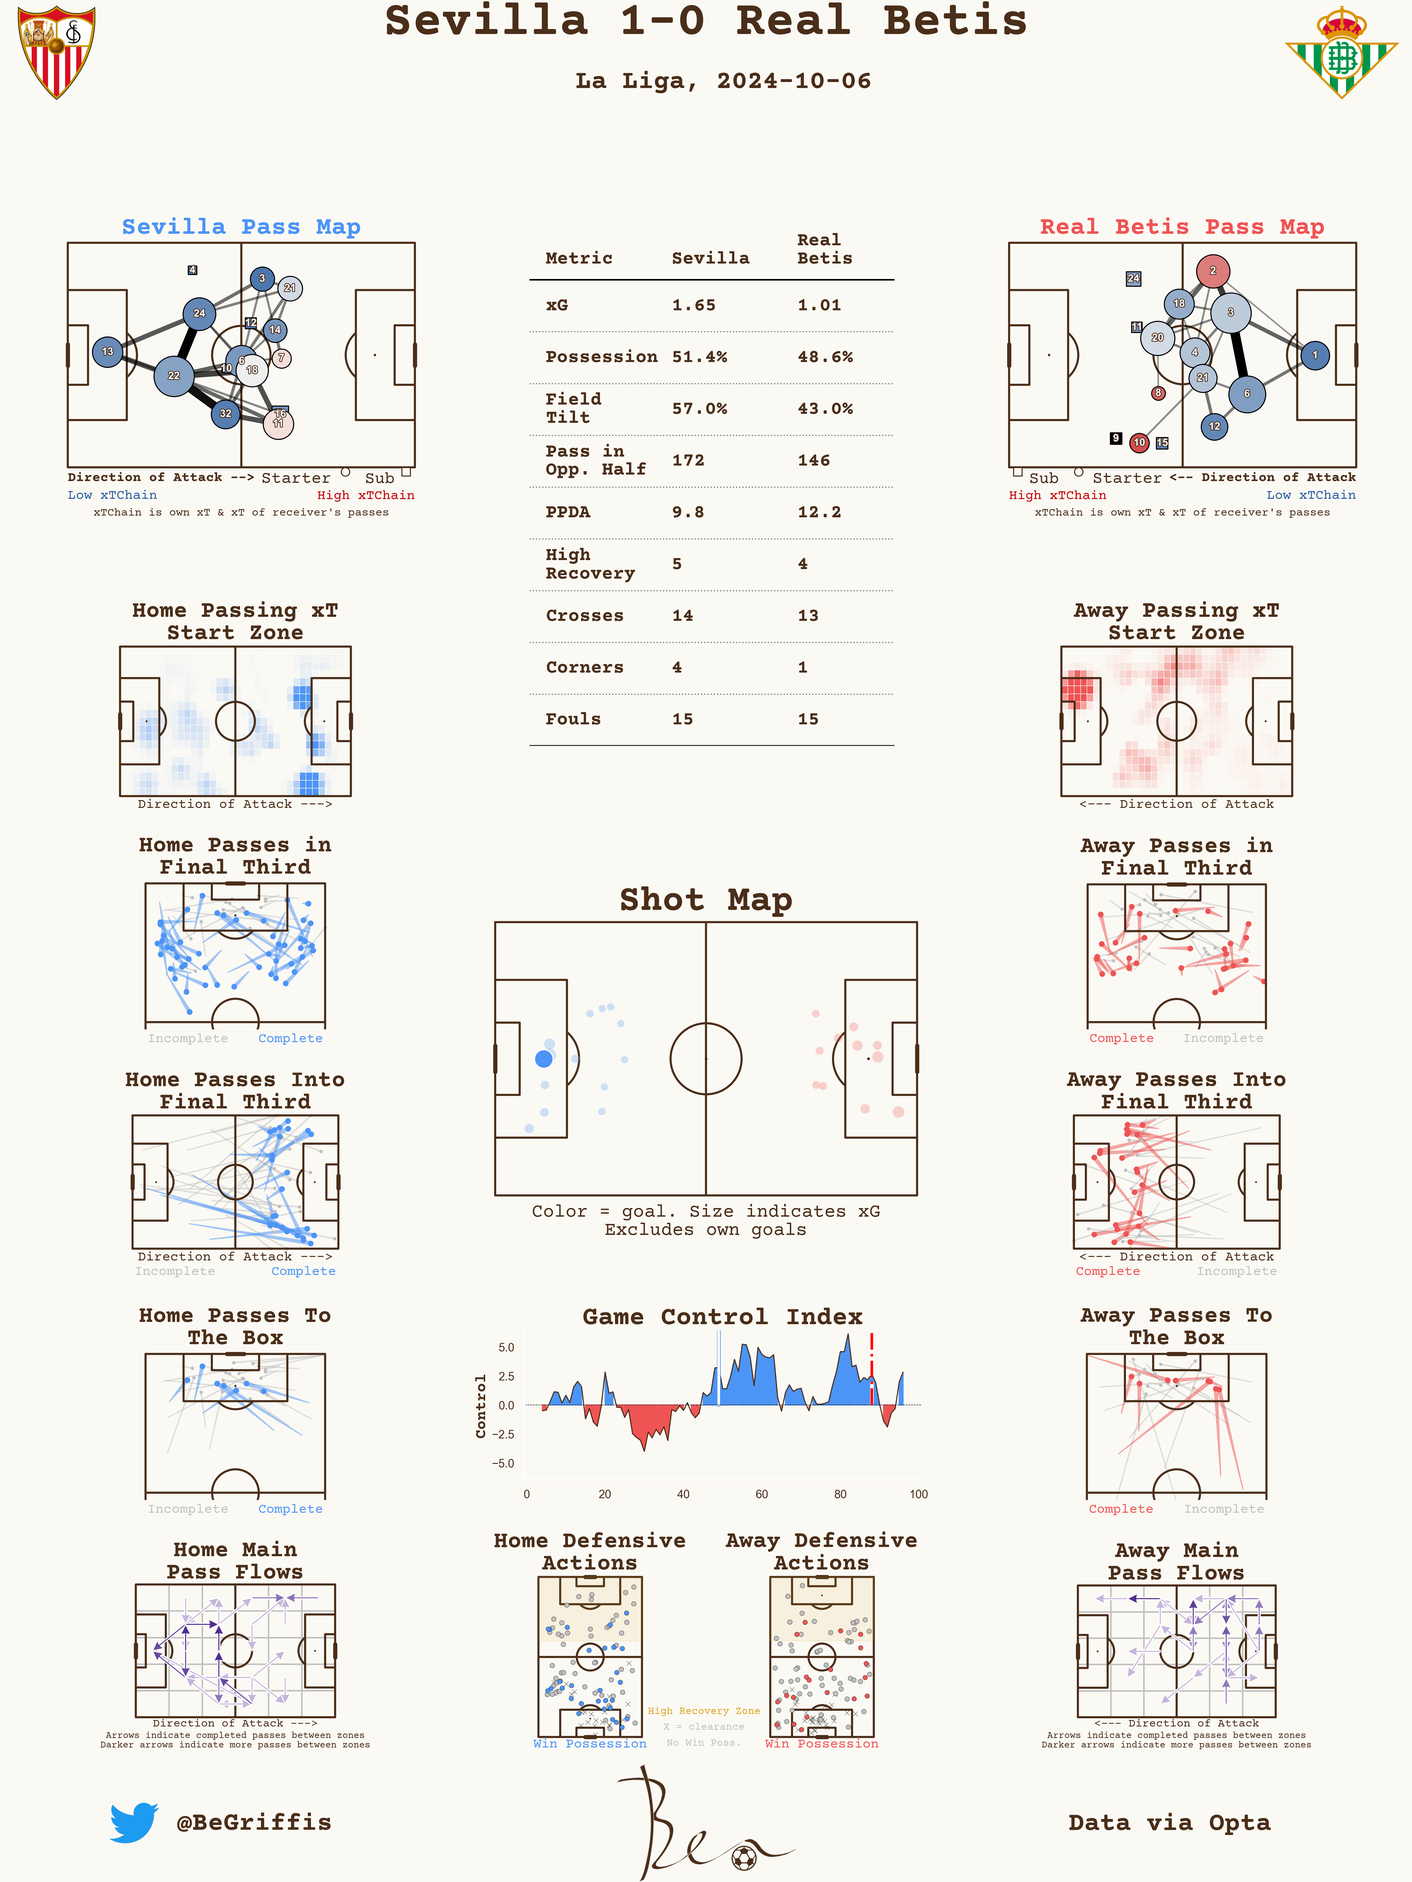 Sevilla 1-0 Real Betis
La Liga, 2024-10-06
Sevilla Pass Map
4
3
21
24
12
14
13
6
7
10
18
22
32
16
11
Direction of Attack --> Starter Sub
Low xTChain High xTChain
xTChain is own xT & xT of receiver's passes
Metric Sevilla Real Betis
xG 1.65 1.01
Possession 51.4% 48.6%
Field
Tilt 57.0% 43.0%
Pass in
Opp. Half 172 146
PPDA 9.8 12.2
High
Recovery 5 4
Crosses 14 13
Corners 4 1
Fouls 15 15
Real Betis Pass Map
24
2
18
3
11
20
4
1
21
8
6
12
9
10
15
Sub Starter <-- Direction of Attack
High xTChain Low xTChain
xTChain is own xT & xT of receiver's passes
Home Passing xT
Start Zone
Direction of Attack --->
Away Passing xT
Start Zone
<--- Direction of Attack
Home Passes in
Final Third
Incomplete Complete
Shot Map
Color = goal. Size indicates xG
Excludes own goals
Away Passes in
Final Third
Complete Incomplete
Home Passes Into
Final Third
Direction of Attack --->
Incomplete Complete
Away Passes Into
Final Third
<--- Direction of Attack
Complete Incomplete
Home Passes To
The Box
Incomplete Complete
Game Control Index
Control
5.0
2.5
0.0
−2.5
−5.0
0 20 40 60 80 100
Away Passes To
The Box
Complete Incomplete
Home Main
Pass Flows
Direction of Attack --->
Arrows indicate completed passes between zones
Darker arrows indicate more passes between zones
Home Defensive
Actions
Win Possession
High Recovery Zone
X = clearance
No Win Poss.
Away Defensive
Actions
Win Possession
Away Main
Pass Flows
<--- Direction of Attack
Arrows indicate completed passes between zones
Darker arrows indicate more passes between zones
@BeGriffis
Ben
Data via Opta